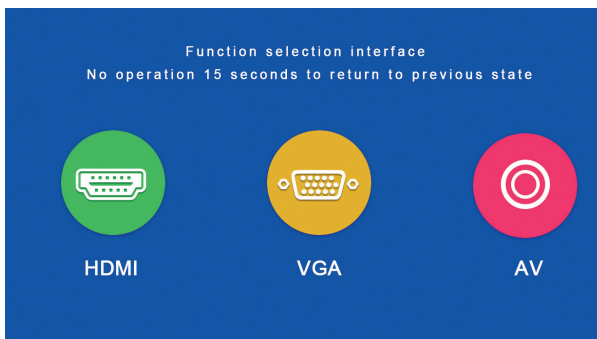 Function selection interface
No operation 15 seconds to return to previous state
HDMI
VGA
AV